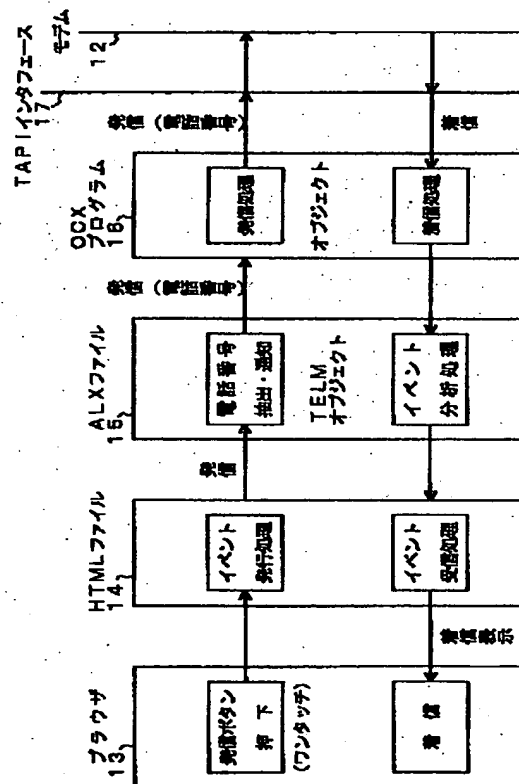 ブラウザ
13
発信ボタン
押下
(ワンタッチ)
着信
HTMLファイル
14
イベント
発行処理
イベント
受信処理
着信表示
発信
ALXファイル
15
電話番号
抽出・通知
TELM
オブジェクト
イベント
分析処理
発信(電話番号)
OCX
プログラム
16
発信処理
オブジェクト
着信処理
発信(電話番号)
着信
TAPIインタフェース
17
モデム
12